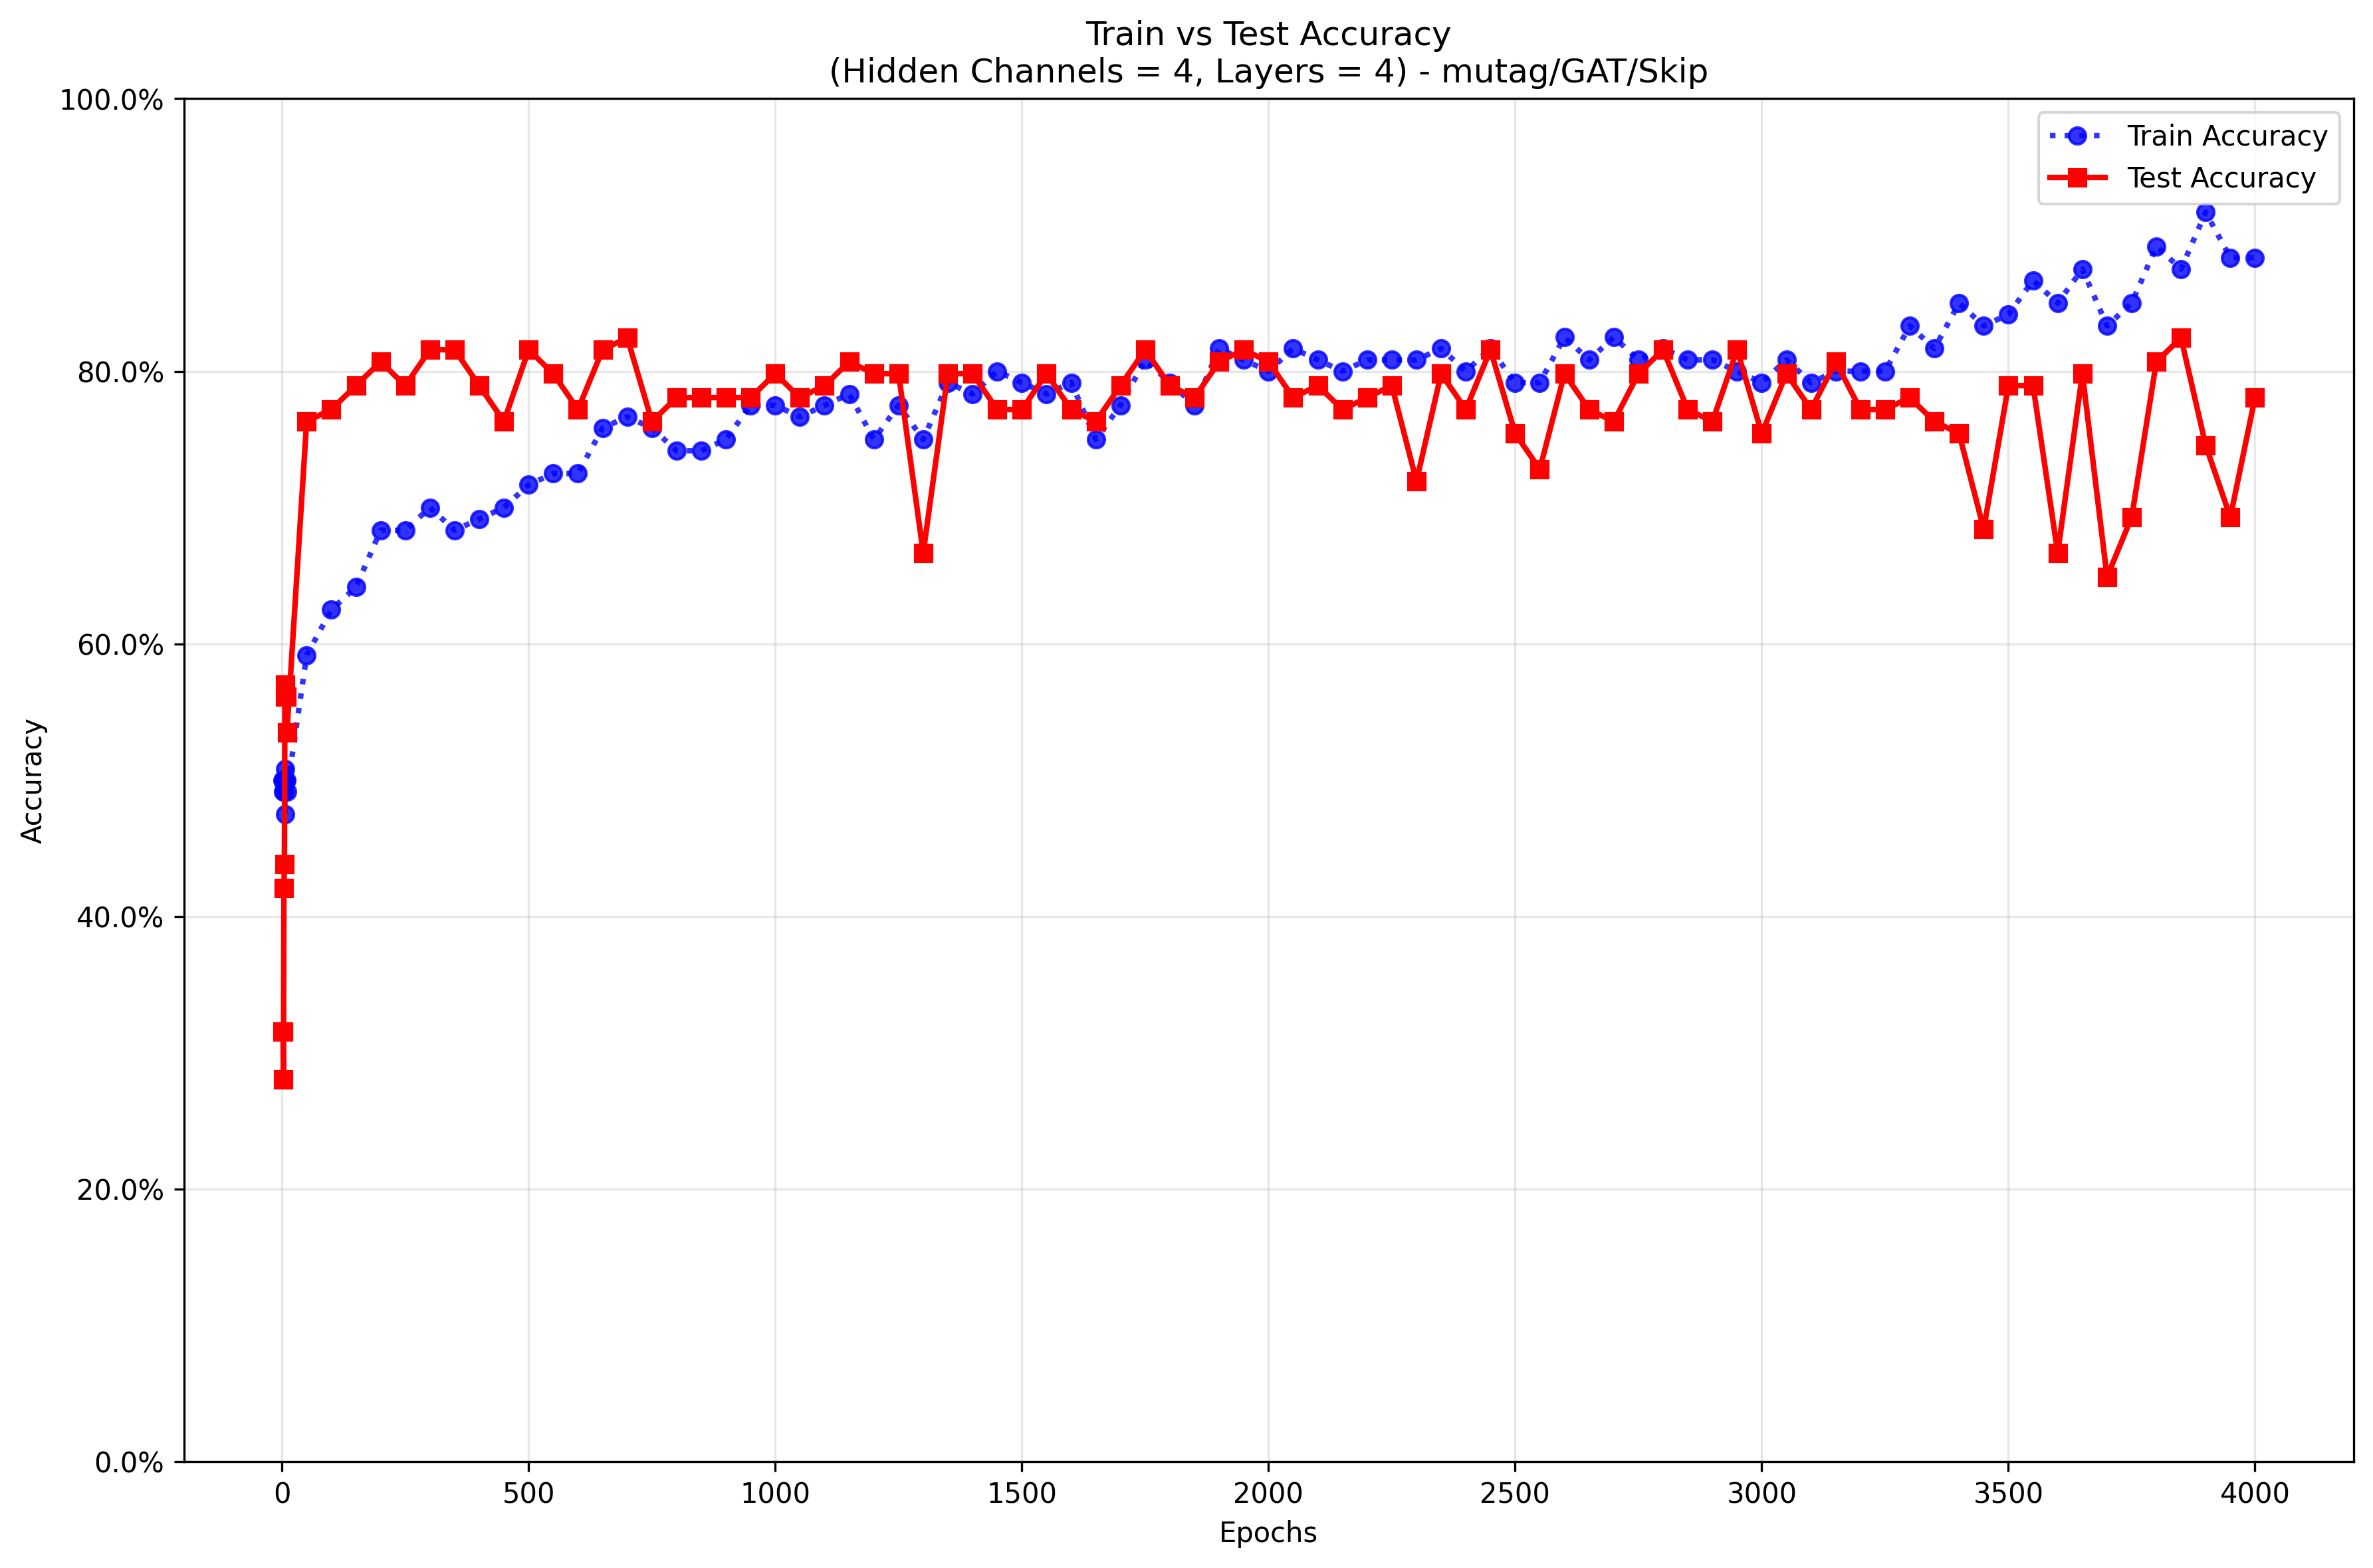 Train vs Test Accuracy
(Hidden Channels = 4, Layers = 4) - mutag/GAT/Skip
100.0%
80.0%
60.0%
40.0%
20.0%
0.0%
Accuracy
Train Accuracy
Test Accuracy
0 500 1000 1500 2000 2500 3000 3500 4000
Epochs